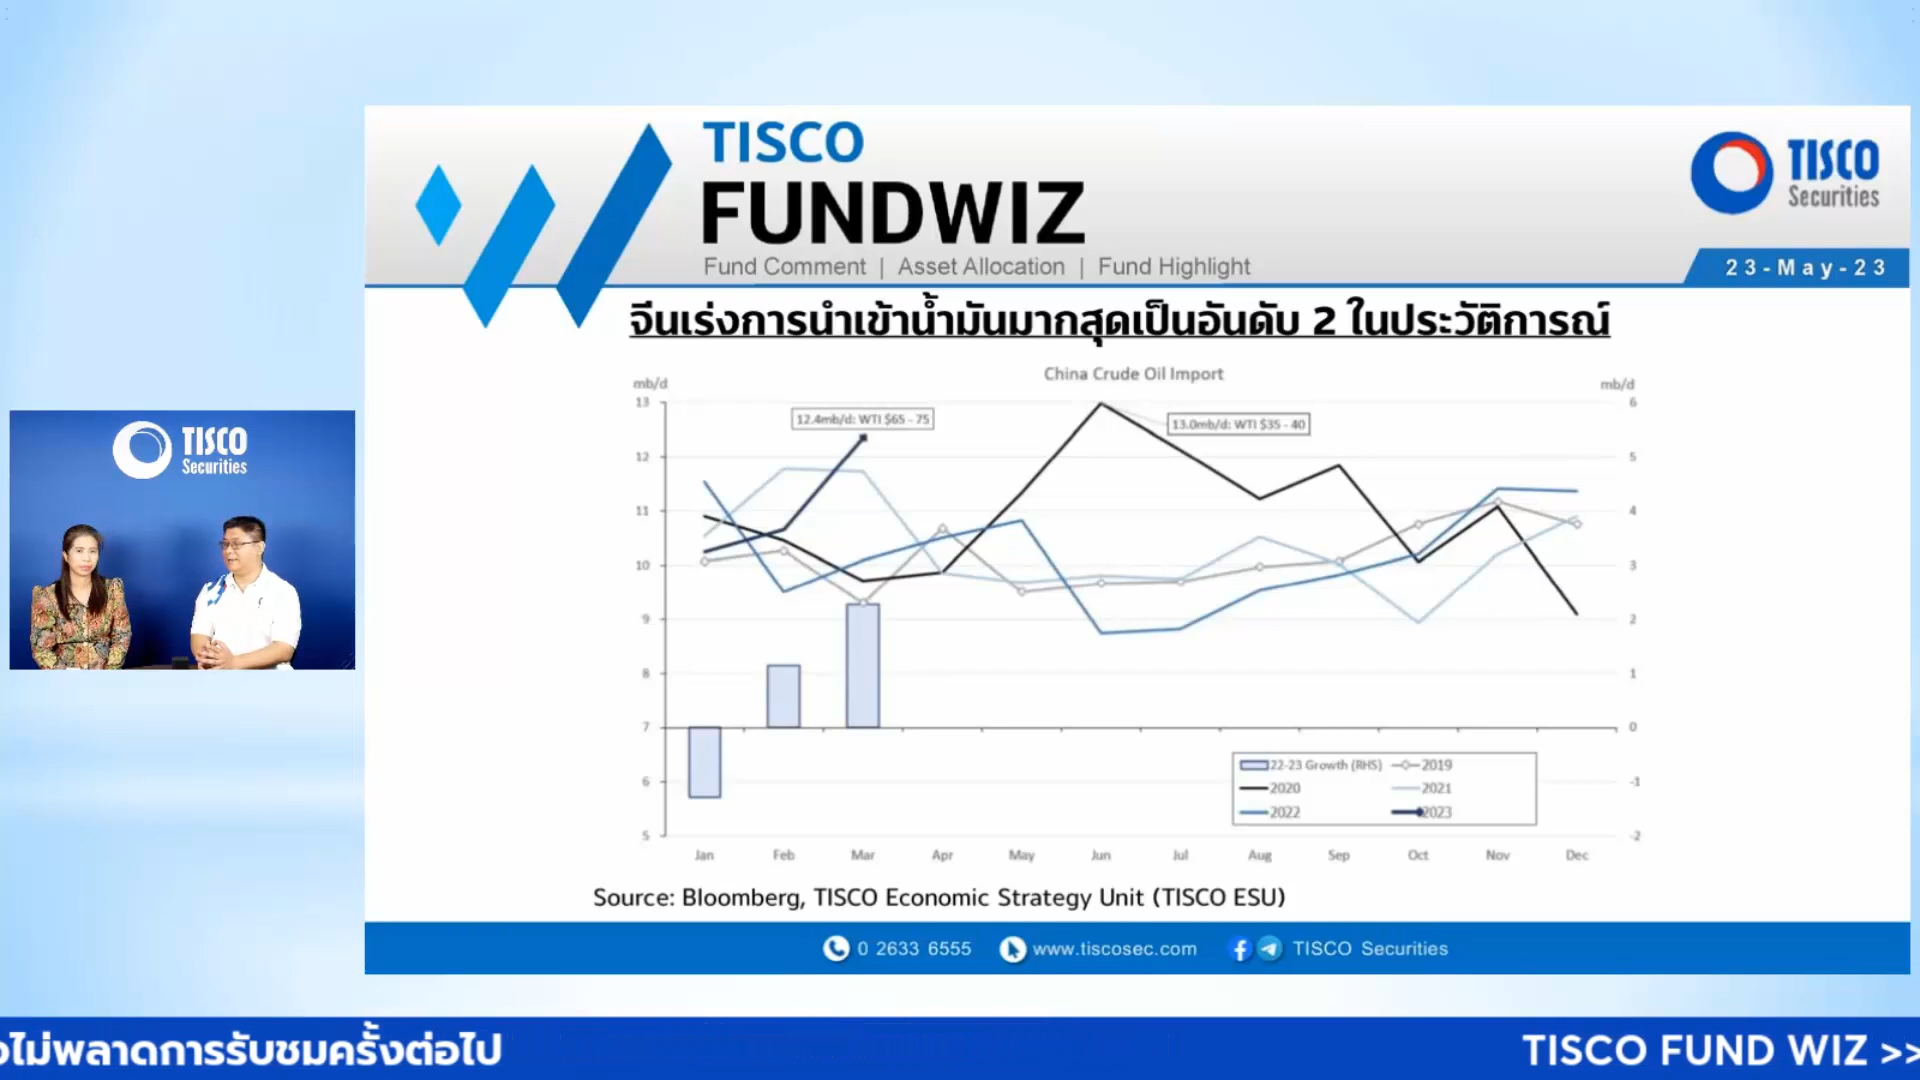 TISCO
FUNDWIZ
Fund Comment | Asset Allocation | Fund Highlight
TISCO
Securities
23-May-23
จีนเร่งการนำเข้าน้ำมันมากสุดเป็นอันดับ 2 ในประวัติการณ์
TISCO
Securities
China Crude Oil Import
mb/d
mb/d
12.4mb/d: WTI $65 - 75
13.0mb/d: WTI $35 - 40
13
12
11
10
9
8
7
6
5
6
5
4
3
2
1
0
-1
-2
22-23 Growth (RHS)
2019
2020
2021
2022
2023
Jan Feb Mar Apr May Jun Jul Aug Sep Oct Nov Dec
Source: Bloomberg, TISCO Economic Strategy Unit (TISCO ESU)
0 2633 6555 www.tiscosec.com TISCO Securities
ไม่พลาดการรับชมครั้งต่อไป
TISCO FUND WIZ >>